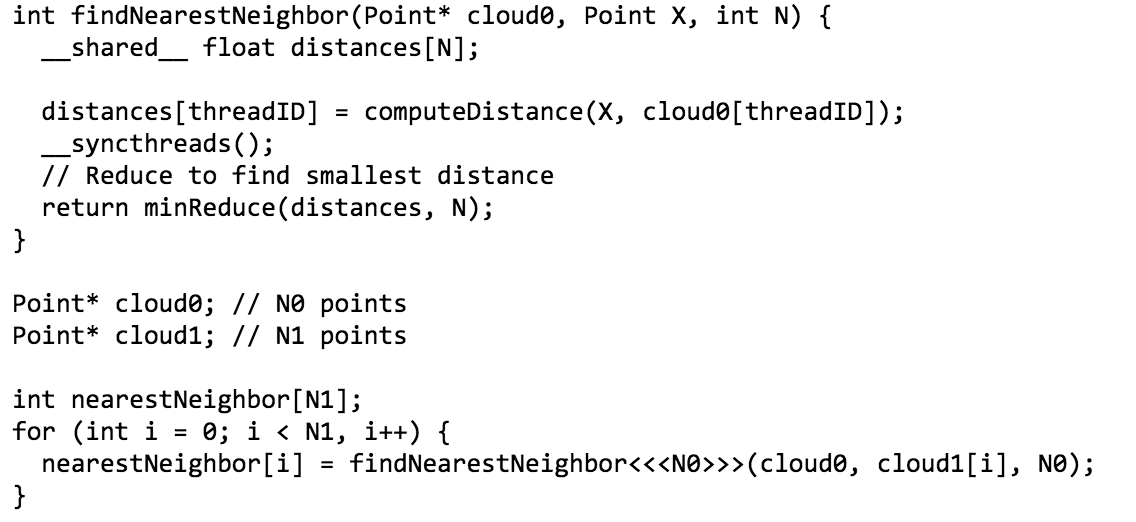 int findNearestNeighbor(Point* cloud0, Point X, int N) {
  __shared__ float distances[N];

  distances[threadID] = computeDistance(X, cloud0[threadID]);
  __syncthreads();
  // Reduce to find smallest distance
  return minReduce(distances, N);
}

Point* cloud0; // N0 points
Point* cloud1; // N1 points

int nearestNeighbor[N1];
for (int i = 0; i < N1, i++) {
  nearestNeighbor[i] = findNearestNeighbor<<<N0>>>(cloud0, cloud1[i], N0);
}